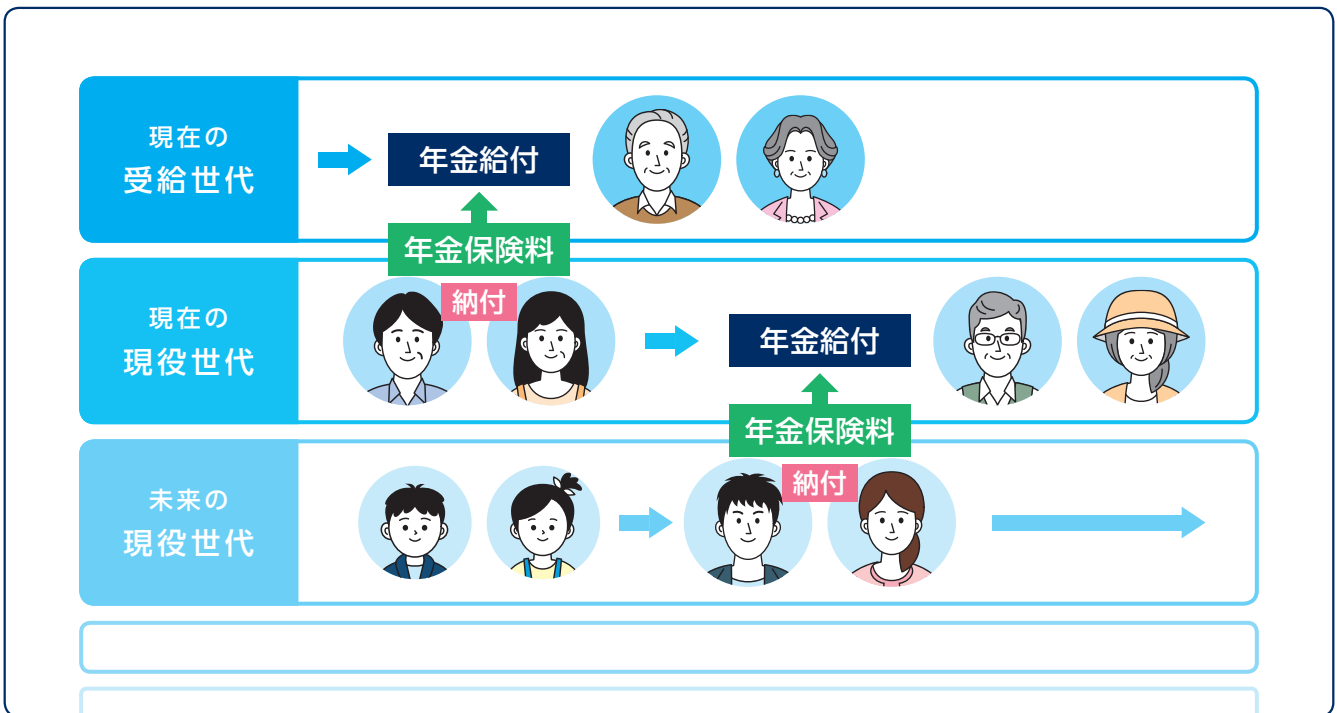 現在の
受給世代
年金給付
年金保険料
納付
現在の
現役世代
年金給付
年金保険料
納付
未来の
現役世代